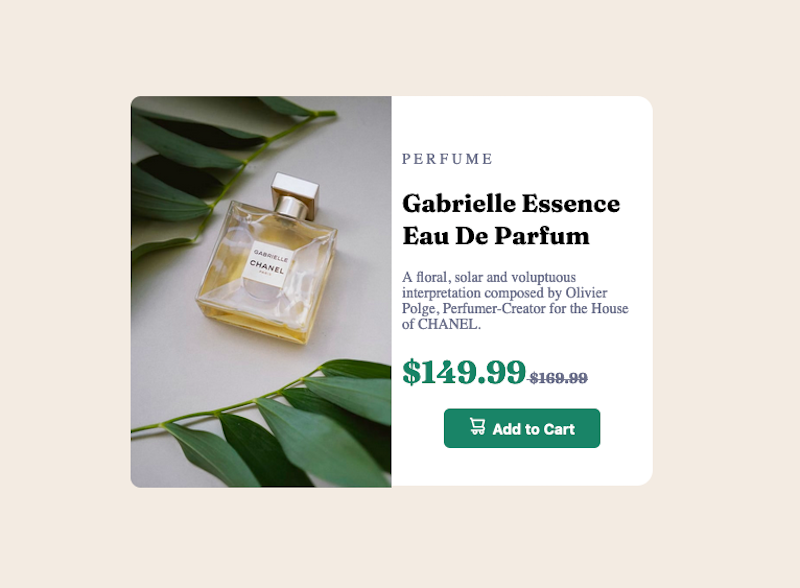 GABRIELLE
CHANEL
PARIS
PERFUME
Gabrielle Essence
Eau De Parfum
A floral, solar and voluptuous
interpretation composed by Olivier
Polge, Perfumer-Creator for the House
of CHANEL.
$149.99 $169.99
Add to Cart